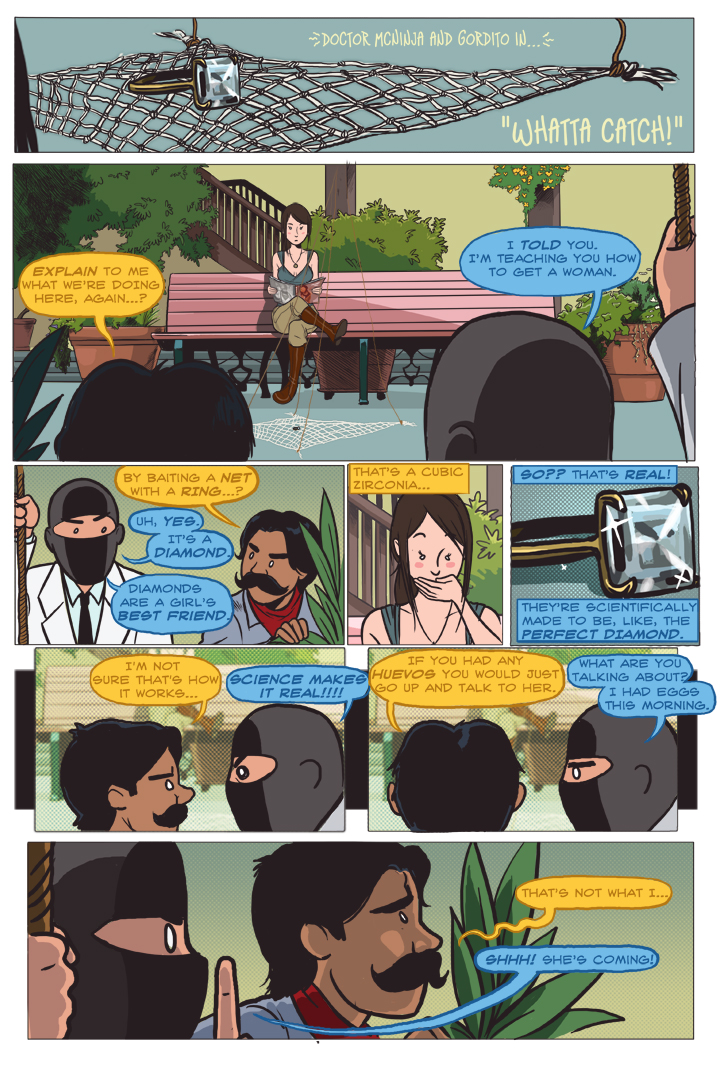 DOCTOR MCNINJA AND GORDITO IN...
"WHATTA CATCH!"
EXPLAIN TO ME
WHAT WE'RE DOING
HERE, AGAIN...?
I TOLD YOU.
I'M TEACHING YOU HOW
TO GET A WOMAN.
BY BAITING A NET
WITH A RING...?
UH, YES.
IT'S A
DIAMOND.
DIAMONDS
ARE A GIRL'S
BEST FRIEND.
THAT'S A CUBIC
ZIRCONIA...
SO?? THAT'S REAL!
THEY'RE SCIENTIFICALLY
MADE TO BE, LIKE, THE
PERFECT DIAMOND.
I'M NOT
SURE THAT'S HOW
IT WORKS...
SCIENCE MAKES
IT REAL!!!!
IF YOU HAD ANY
HUEVOS YOU WOULD JUST
GO UP AND TALK TO HER.
WHAT ARE YOU
TALKING ABOUT?
I HAD EGGS
THIS MORNING.
THAT'S NOT WHAT I...
SHHH! SHE'S COMING!